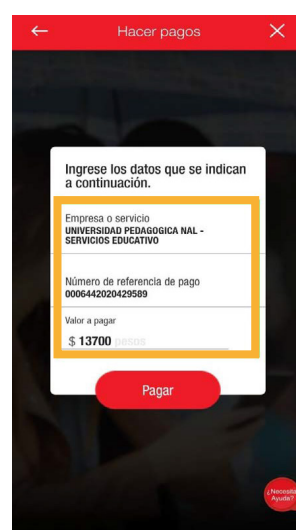 Hacer pagos
Ingrese los datos que se indican
a continuación.
Empresa o servicio
UNIVERSIDAD PEDAGOGICA NAL -
SERVICIOS EDUCATIVO
Número de referencia de pago
0006442020429589
Valor a pagar
$ 13700 pesos
Pagar
¿Necesita
Ayuda?